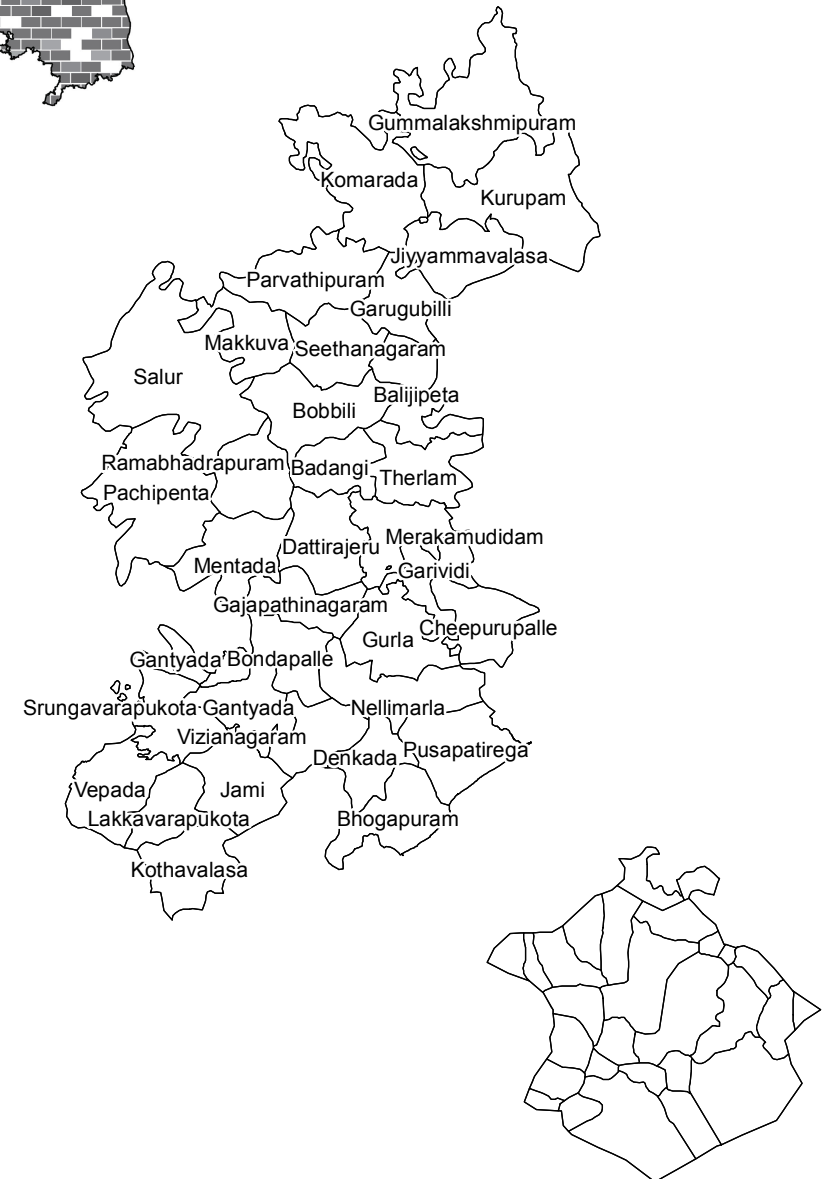 Gummalakshmipuram
Komarada
Kurupam
Jiyyammavalasa
Parvathipuram
Garugubilli
Makkuva
Seethanagaram
Salur
Balijipeta
Bobbili
Ramabhadrapuram
Badangi
Therlam
Pachipenta
Merakamudidam
Dattirajeru
Mentada
Garividi
Gajapathinagaram
Cheepurupalle
Gurla
Gantyada
Bondapalle
Srungavarapukota
Gantyada
Nellimarla
Vizianagaram
Pusapatirega
Denkada
Vepada
Jami
Lakkavarapukota
Bhogapuram
Kothavalasa